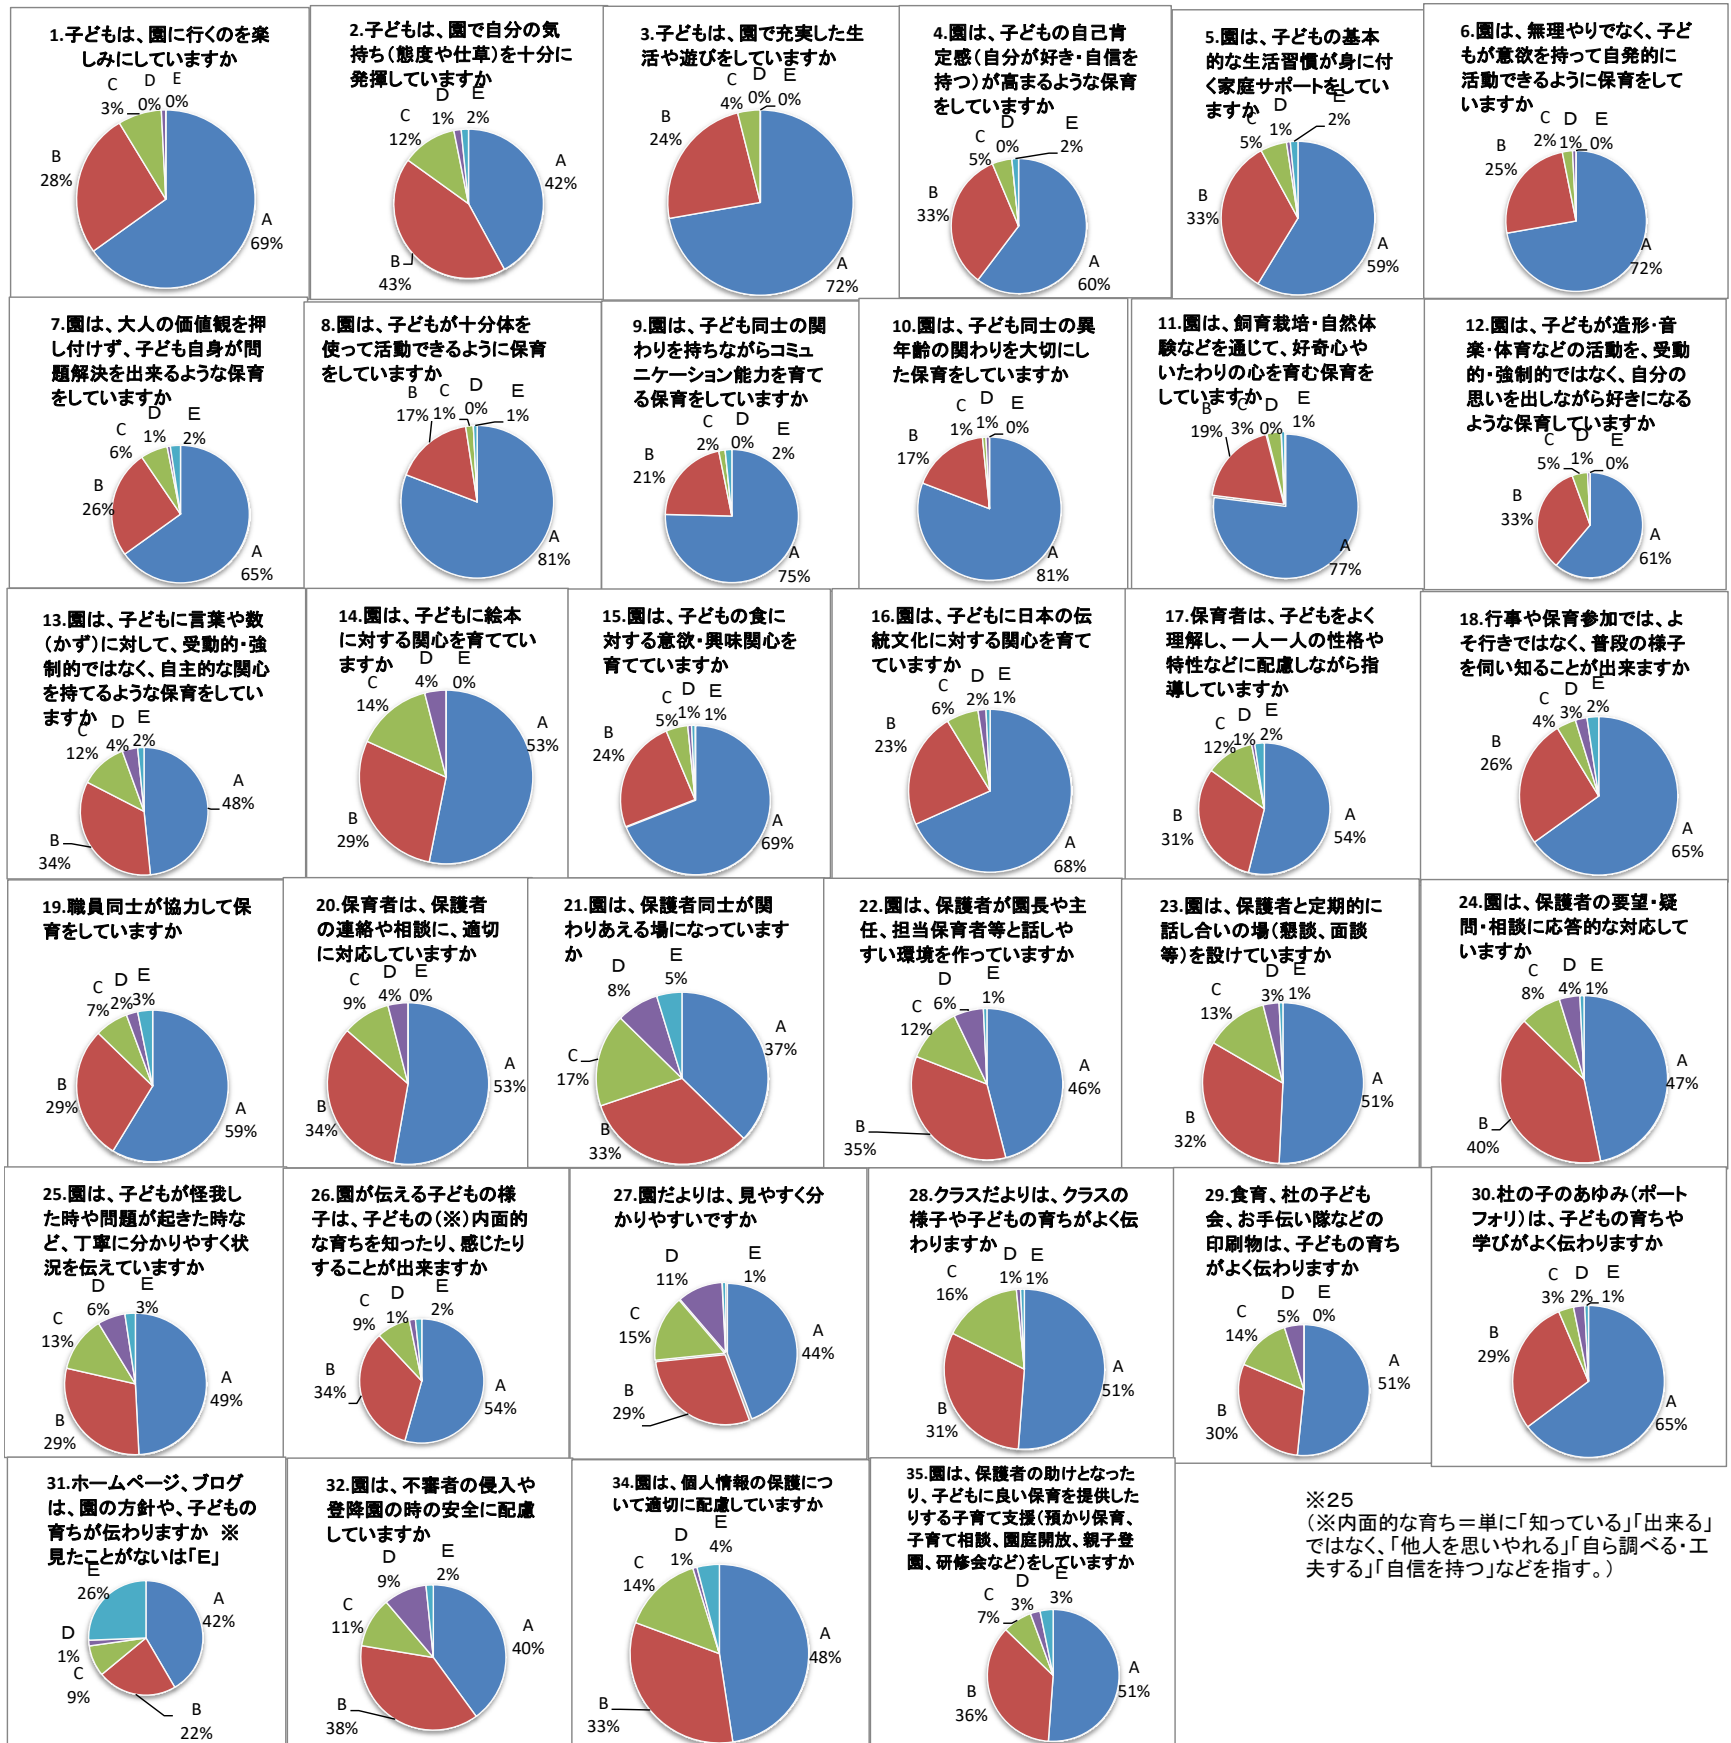 1.子どもは、園に行くのを楽
しみにしていますか
C
3%
D
0%
E
0%
B
28%
A
69%
2.子どもは、園で自分の気
持ち(態度や仕草)を十分に
発揮していますか
C
12%
D
1%
E
2%
A
42%
B
43%
3.子どもは、園で充実した生
活や遊びをしていますか
C
4%
D
0%
E
0%
B
24%
A
72%
4.園は、子どもの自己肯
定感(自分が好き・自信を
持つ)が高まるような保育
をしていますか
C
5%
D
0%
E
2%
B
33%
A
60%
5.園は、子どもの基本
的な生活習慣が身に付
く家庭サポートをしてい
ますか
C
5%
D
1%
E
2%
B
33%
A
59%
6.園は、無理やりでなく、子ど
もが意欲を持って自発的に
活動できるように保育をして
いますか
C
2%
D
1%
E
0%
B
25%
A
72%
7.園は、大人の価値観を押
し付けず、子ども自身が問
題解決を出来るような保育
をしていますか
C
6%
D
1%
E
2%
B
26%
A
65%
8.園は、子どもが十分体を
使って活動できるように保育
をしていますか
B
17%
C
1%
D
0%
E
1%
A
81%
9.園は、子ども同士の関
わりを持ちながらコミュ
ニケーション能力を育て
る保育をしていますか
C
2%
D
0%
E
2%
B
21%
A
75%
10.園は、子ども同士の異
年齢の関わりを大切にし
た保育をしていますか
C
1%
D
1%
E
0%
B
17%
A
81%
11.園は、飼育栽培・自然体
験などを通じて、好奇心や
いたわりの心を育む保育を
していますか
B
19%
C
3%
D
0%
E
1%
A
77%
12.園は、子どもが造形・音
楽・体育などの活動を、受動
的・強制的ではなく、自分の
思いを出しながら好きになる
ような保育していますか
C
5%
D
1%
E
0%
B
33%
A
61%
13.園は、子どもに言葉や数
(かず)に対して、受動的・強
制的ではなく、自主的な関心
を持てるような保育をしてい
ますか
C
12%
D
4%
E
2%
A
48%
B
34%
14.園は、子どもに絵本
に対する関心を育ててい
ますか
C
14%
D
4%
E
0%
A
53%
B
29%
15.園は、子どもの食に
対する意欲・興味関心を
育てていますか
C
5%
D
1%
E
1%
B
24%
A
69%
16.園は、子どもに日本の伝
統文化に対する関心を育て
ていますか
C
6%
D
2%
E
1%
B
23%
A
68%
17.保育者は、子どもをよく
理解し、一人一人の性格や
特性などに配慮しながら指
導していますか
C
12%
D
1%
E
2%
B
31%
A
54%
18.行事や保育参加では、よ
そ行きではなく、普段の様子
を伺い知ることが出来ますか
C
4%
D
3%
E
2%
B
26%
A
65%
19.職員同士が協力して保
育をしていますか
C
7%
D
2%
E
3%
B
29%
A
59%
20.保育者は、保護者
の連絡や相談に、適切
に対応していますか
C
9%
D
4%
E
0%
A
53%
B
34%
21.園は、保護者同士が関
わりあえる場になっています
か
D
8%
E
5%
A
37%
C
17%
B
33%
22.園は、保護者が園長や主
任、担当保育者等と話しや
すい環境を作っていますか
C
12%
D
6%
E
1%
A
46%
B
35%
23.園は、保護者と定期的に
話し合いの場(懇談、面談
等)を設けていますか
C
13%
D
3%
E
1%
A
51%
B
32%
24.園は、保護者の要望・疑
問・相談に応答的な対応して
いますか
C
8%
D
4%
E
1%
A
47%
B
40%
25.園は、子どもが怪我し
た時や問題が起きた時な
ど、丁寧に分かりやすく状
況を伝えていますか
C
13%
D
6%
E
3%
A
49%
B
29%
26.園が伝える子どもの様
子は、子どもの(※)内面的
な育ちを知ったり、感じたり
することが出来ますか
C
9%
D
1%
E
2%
B
34%
A
54%
27.園だよりは、見やすく分
かりやすいですか
D
11%
E
1%
C
15%
A
44%
B
29%
28.クラスだよりは、クラスの
様子や子どもの育ちがよく伝
わりますか
C
16%
D
1%
E
1%
A
51%
B
31%
29.食育、杜の子ども
会、お手伝い隊などの
印刷物は、子どもの育ち
がよく伝わりますか
C
14%
D
5%
E
0%
A
51%
B
30%
30.杜の子のあゆみ(ポート
フォリ)は、子どもの育ちや
学びがよく伝わりますか
C
3%
D
2%
E
1%
B
29%
A
65%
31.ホームページ、ブログ
は、園の方針や、子どもの
育ちが伝わりますか ※
見たことがないは「E」
E
26%
A
42%
D
1%
C
9%
B
22%
32.園は、不審者の侵入や
登降園の時の安全に配慮
していますか
D
9%
E
2%
C
11%
A
40%
B
38%
34.園は、個人情報の保護につ
いて適切に配慮していますか
C
14%
D
1%
E
4%
A
48%
B
33%
35.園は、保護者の助けとなった
り、子どもに良い保育を提供した
りする子育て支援(預かり保育、
子育て相談、園庭開放、親子登
園、研修会など)をしていますか
C
7%
D
3%
E
3%
A
51%
B
36%
※25
(※内面的な育ち=単に「知っている」「出来る」
ではなく、「他人を思いやれる」「自ら調べる・工
夫する」「自信を持つ」などを指す。)